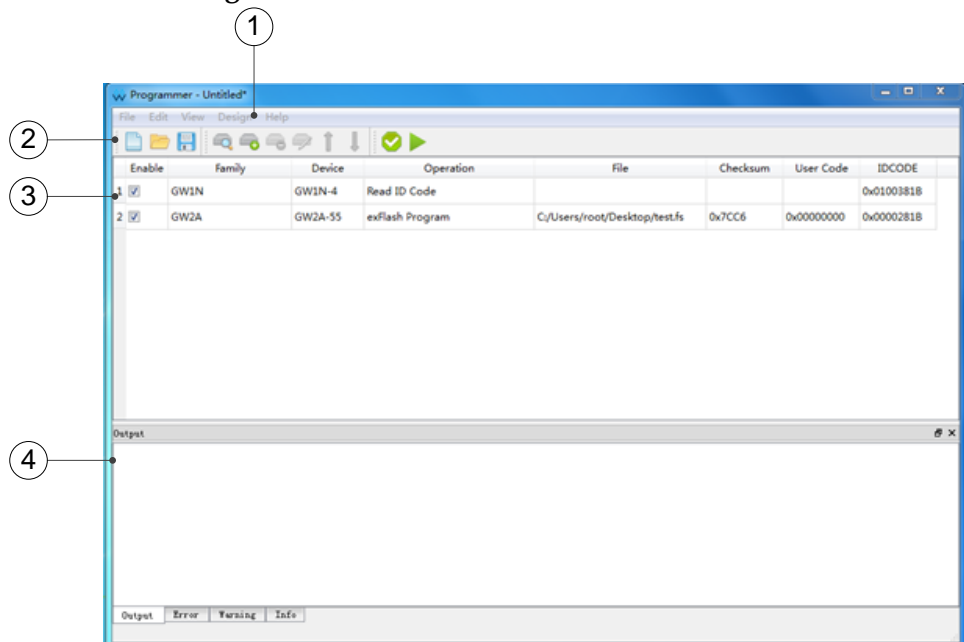 1
Programmer - Untitled*
File Edit View Design Help
2
Enable Family Device Operation File Checksum User Code IDCODE
3
1 GW1N GW1N-4 Read ID Code 0x0100381B
2 GW2A GW2A-55 exFlash Program C:/Users/root/Desktop/test.fs 0x7CC6 0x00000000 0x0000281B
Output
4
Output Error Warning Info